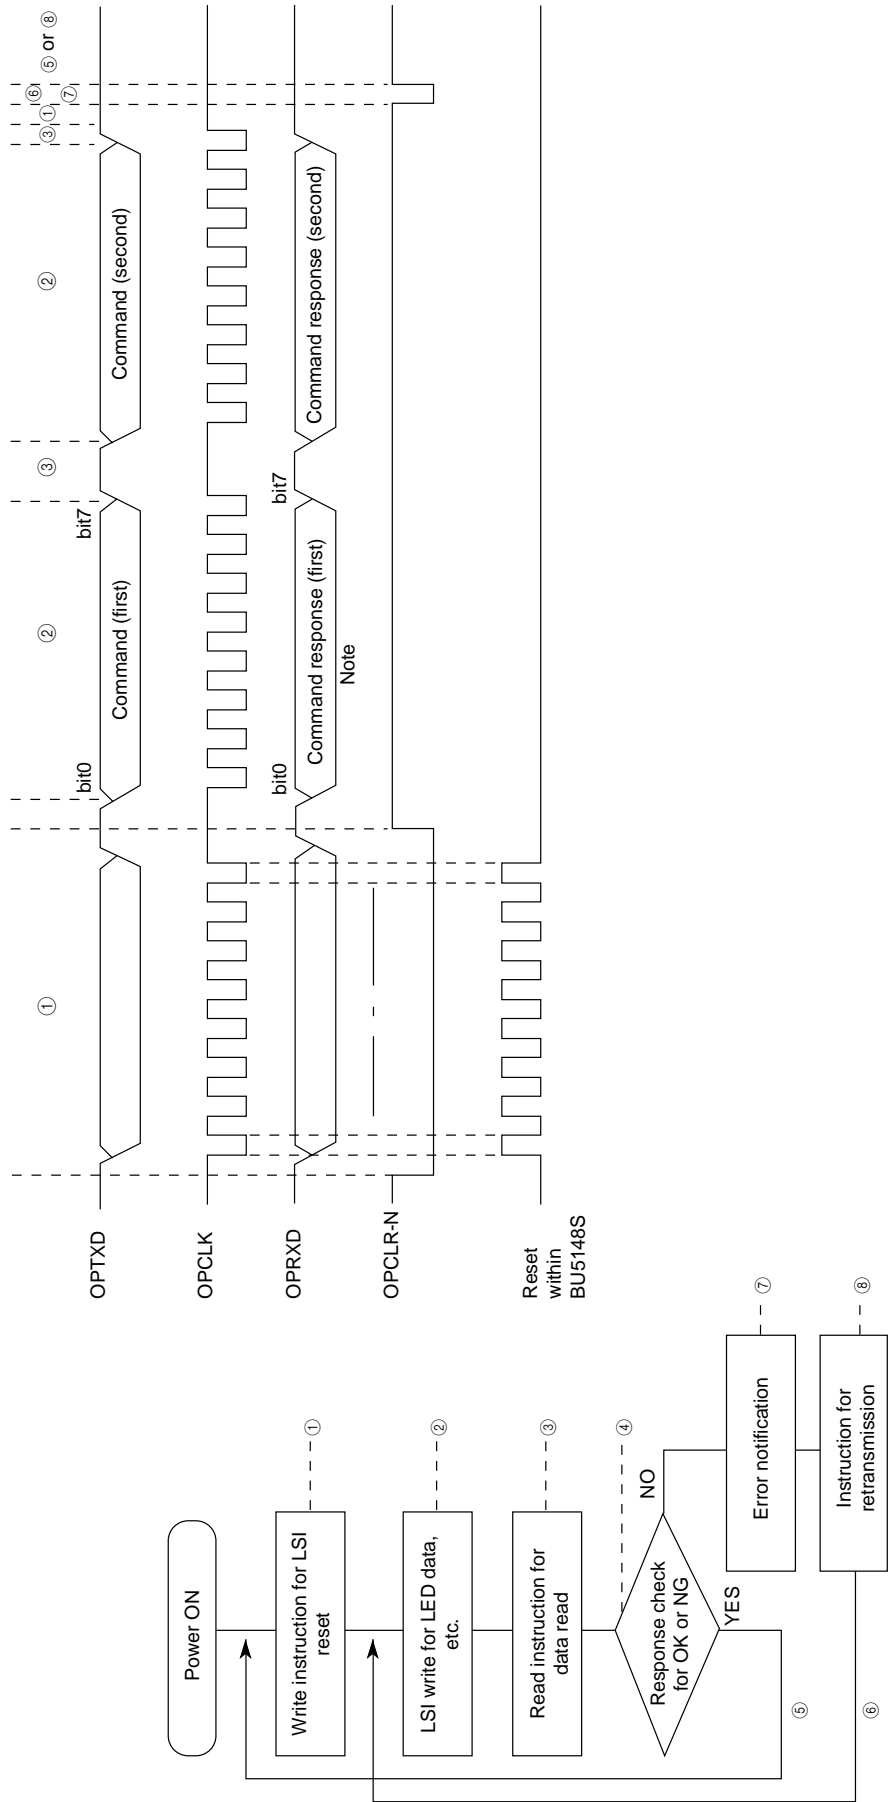 Power ON
Write instruction for LSI
reset
①
LSI write for LED data,
etc.
②
Read instruction for
data read
③
④
Response check
for OK or NG
NO
YES
Error notification
⑦
Instruction for
retransmission
⑧
⑤
⑥
① ② ③ ② ③ ① ⑥ ⑤ or ⑧
⑦
bit0 bit7
OPTXD
Command (first) Command (second)
OPCLK
bit0 bit7
OPRXD
Command response (first) Command response (second)
Note
OPCLR-N
Reset
within
BU5148S